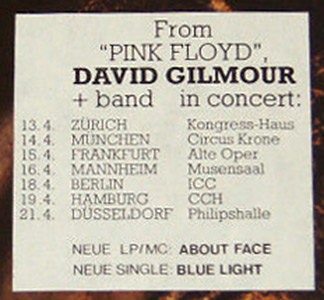 From
"PINK FLOYD",
DAVID GILMOUR
+ band in concert:
13.4. ZÜRICH Kongress-Haus
14.4. MÜNCHEN Circus Krone
15.4. FRANKFURT Alte Oper
16.4. MANNHEIM Musensaal
18.4. BERLIN ICC
19.4. HAMBURG CCH
21.4. DÜSSELDORF Philipshalle
NEUE LP/MC: ABOUT FACE
NEUE SINGLE: BLUE LIGHT